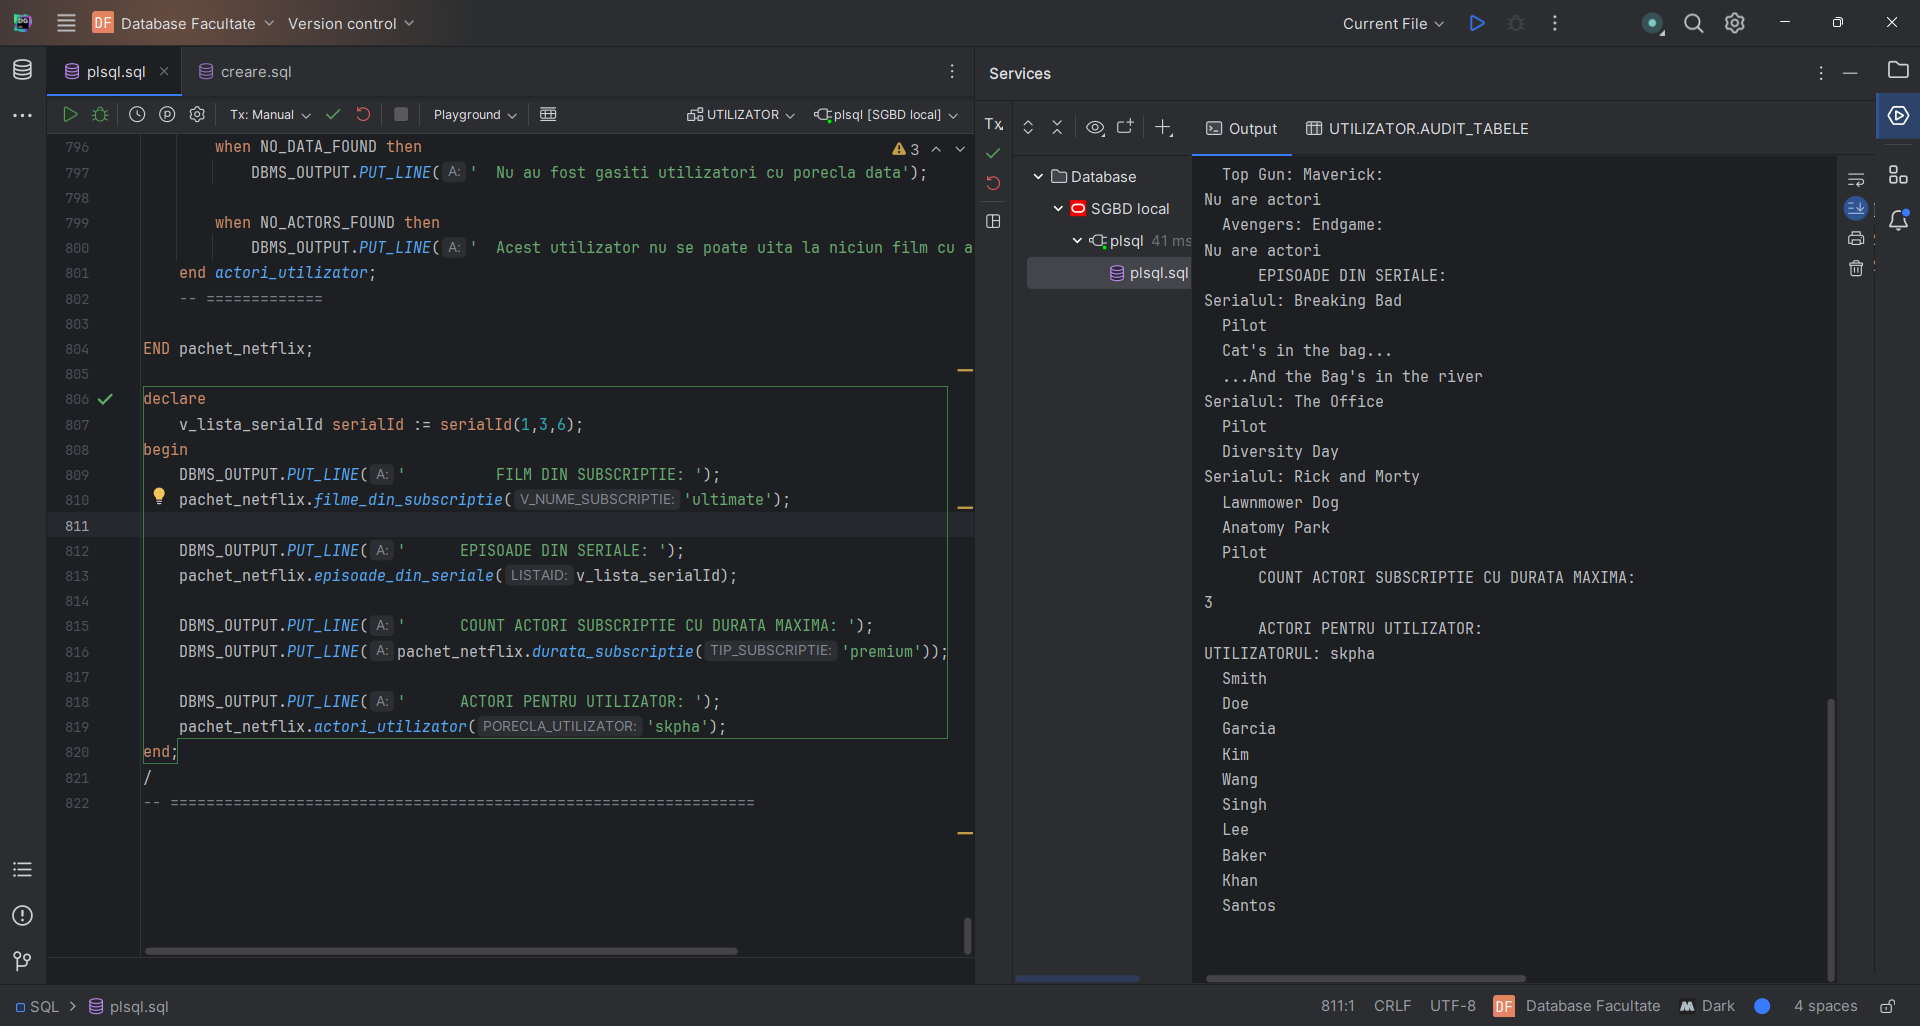 DF Database Facultate Version control Current File
plsql.sql creare.sql
Tx: Manual Playground UTILIZATOR plsql [SGBD local]
796 when NO_DATA_FOUND then 3
797 DBMS_OUTPUT.PUT_LINE( A: ' Nu au fost gasiti utilizatori cu porecla data');
798
799 when NO_ACTORS_FOUND then
800 DBMS_OUTPUT.PUT_LINE( A: ' Acest utilizator nu se poate uita la niciun film cu a
801 end actori_utilizator;
802 -- =============
803
804 END pachet_netflix;
805
806 declare
807 v_lista_serialId serialId := serialId(1,3,6);
808 begin
809 DBMS_OUTPUT.PUT_LINE( A: ' FILM DIN SUBSCRIPTIE: ');
810 pachet_netflix.filme_din_subscriptie( V_NUME_SUBSCRIPTIE: 'ultimate');
811
812 DBMS_OUTPUT.PUT_LINE( A: ' EPISOADE DIN SERIALE: ');
813 pachet_netflix.episoade_din_seriale( LISTAID: v_lista_serialId);
814
815 DBMS_OUTPUT.PUT_LINE( A: ' COUNT ACTORI SUBSCRIPTIE CU DURATA MAXIMA: ');
816 DBMS_OUTPUT.PUT_LINE( A: pachet_netflix.durata_subscriptie( TIP_SUBSCRIPTIE: 'premium'));
817
818 DBMS_OUTPUT.PUT_LINE( A: ' ACTORI PENTRU UTILIZATOR: ');
819 pachet_netflix.actori_utilizator( PORECLA_UTILIZATOR: 'skpha');
820 end;
821 /
822 -- =================================================================
Services
Tx
Output UTILIZATOR.AUDIT_TABELE
Database
SGBD local
plsql 41 ms
plsql.sql
Top Gun: Maverick:
Nu are actori
Avengers: Endgame:
Nu are actori
EPISOADE DIN SERIALE:
Serialul: Breaking Bad
Pilot
Cat's in the bag...
...And the Bag's in the river
Serialul: The Office
Pilot
Diversity Day
Serialul: Rick and Morty
Lawnmower Dog
Anatomy Park
Pilot
COUNT ACTORI SUBSCRIPTIE CU DURATA MAXIMA:
3
ACTORI PENTRU UTILIZATOR:
UTILIZATORUL: skpha
Smith
Doe
Garcia
Kim
Wang
Singh
Lee
Baker
Khan
Santos
SQL > plsql.sql 811:1 CRLF UTF-8 DF Database Facultate Dark 4 spaces